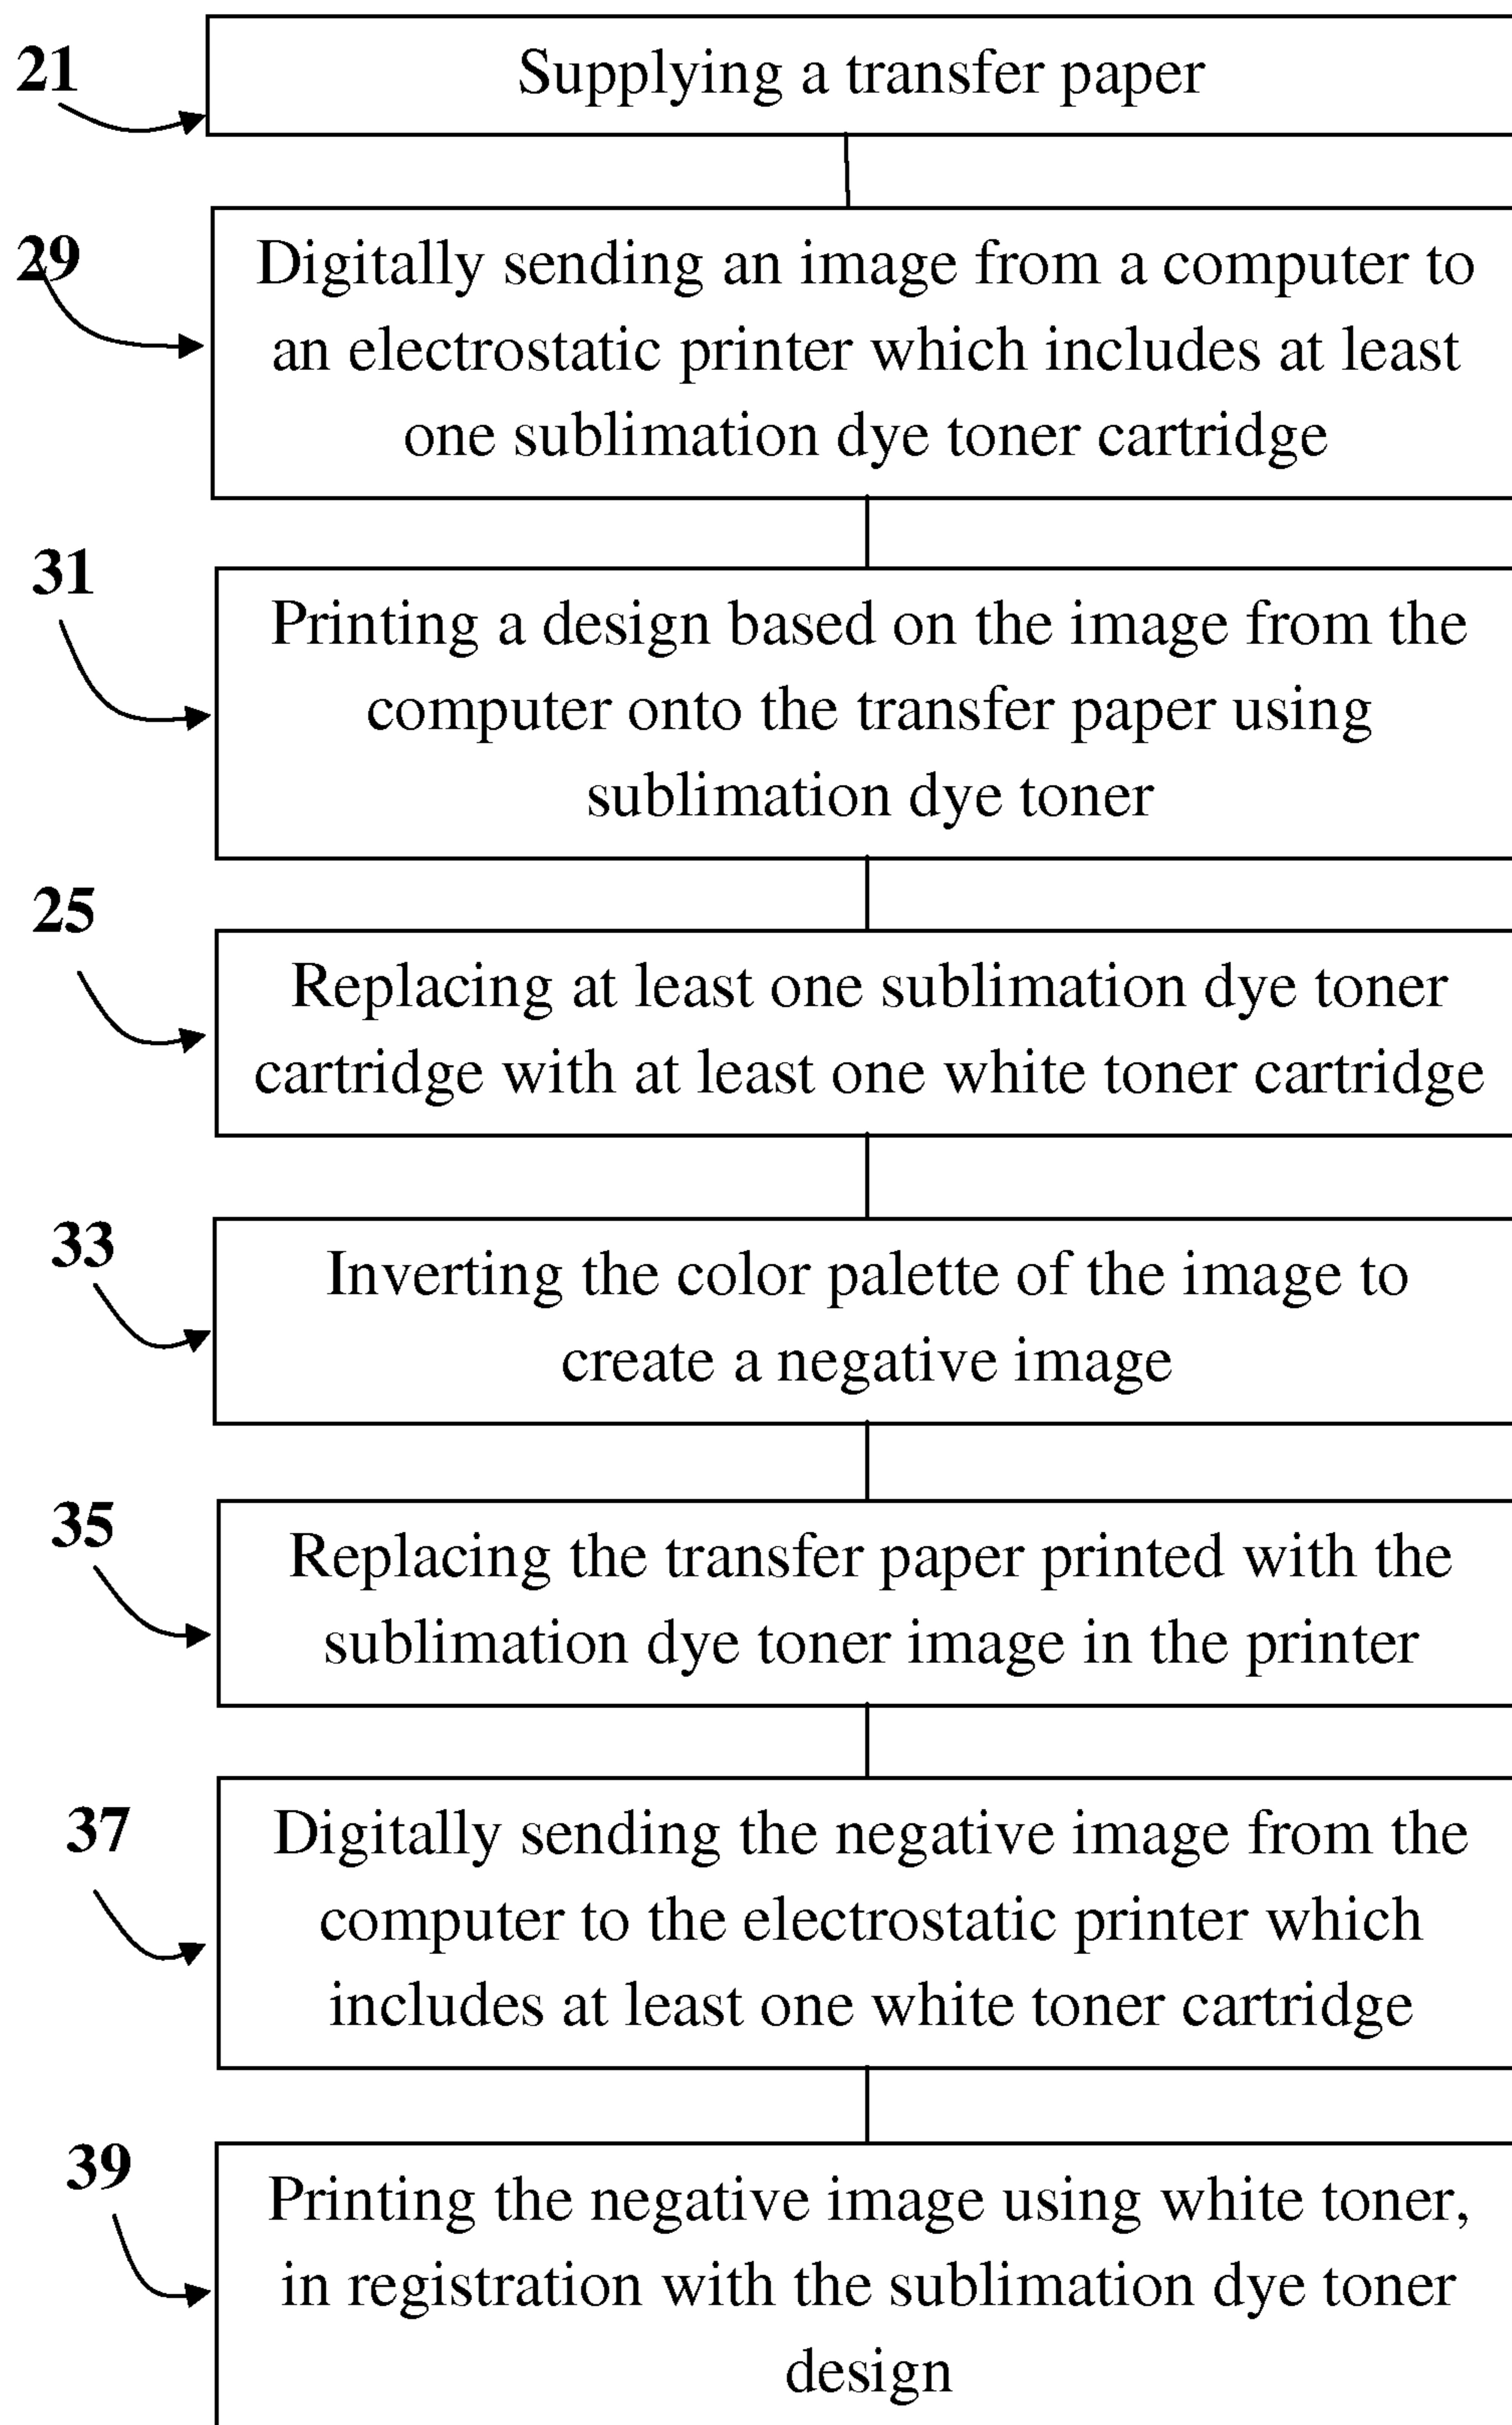 21
Supplying a transfer paper
29
Digitally sending an image from a computer to
an electrostatic printer which includes at least
one sublimation dye toner cartridge
31
Printing a design based on the image from the
computer onto the transfer paper using
sublimation dye toner
25
Replacing at least one sublimation dye toner
cartridge with at least one white toner cartridge
33
Inverting the color palette of the image to
create a negative image
35
Replacing the transfer paper printed with the
sublimation dye toner image in the printer
37
Digitally sending the negative image from the
computer to the electrostatic printer which
includes at least one white toner cartridge
39
Printing the negative image using white toner,
in registration with the sublimation dye toner
design